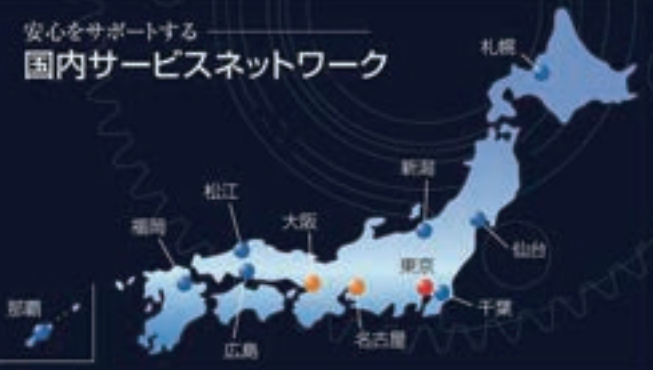 安心をサポートする
国内サービスネットワーク
札幌
新潟
松江
大阪
福岡
仙台
東京
那覇
千葉
名古屋
広島